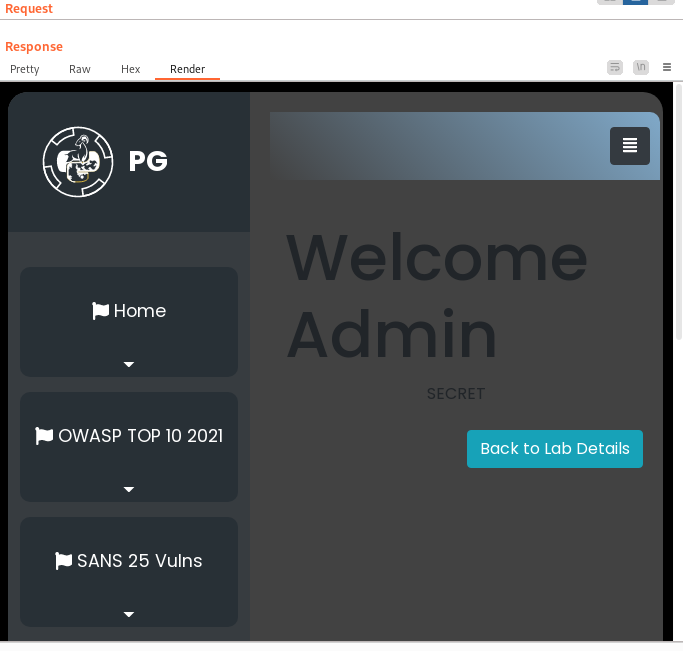 Request
Response
Pretty Raw Hex Render
\n
PG
Home
OWASP TOP 10 2021
SANS 25 Vulns
Welcome
Admin
SECRET
Back to Lab Details